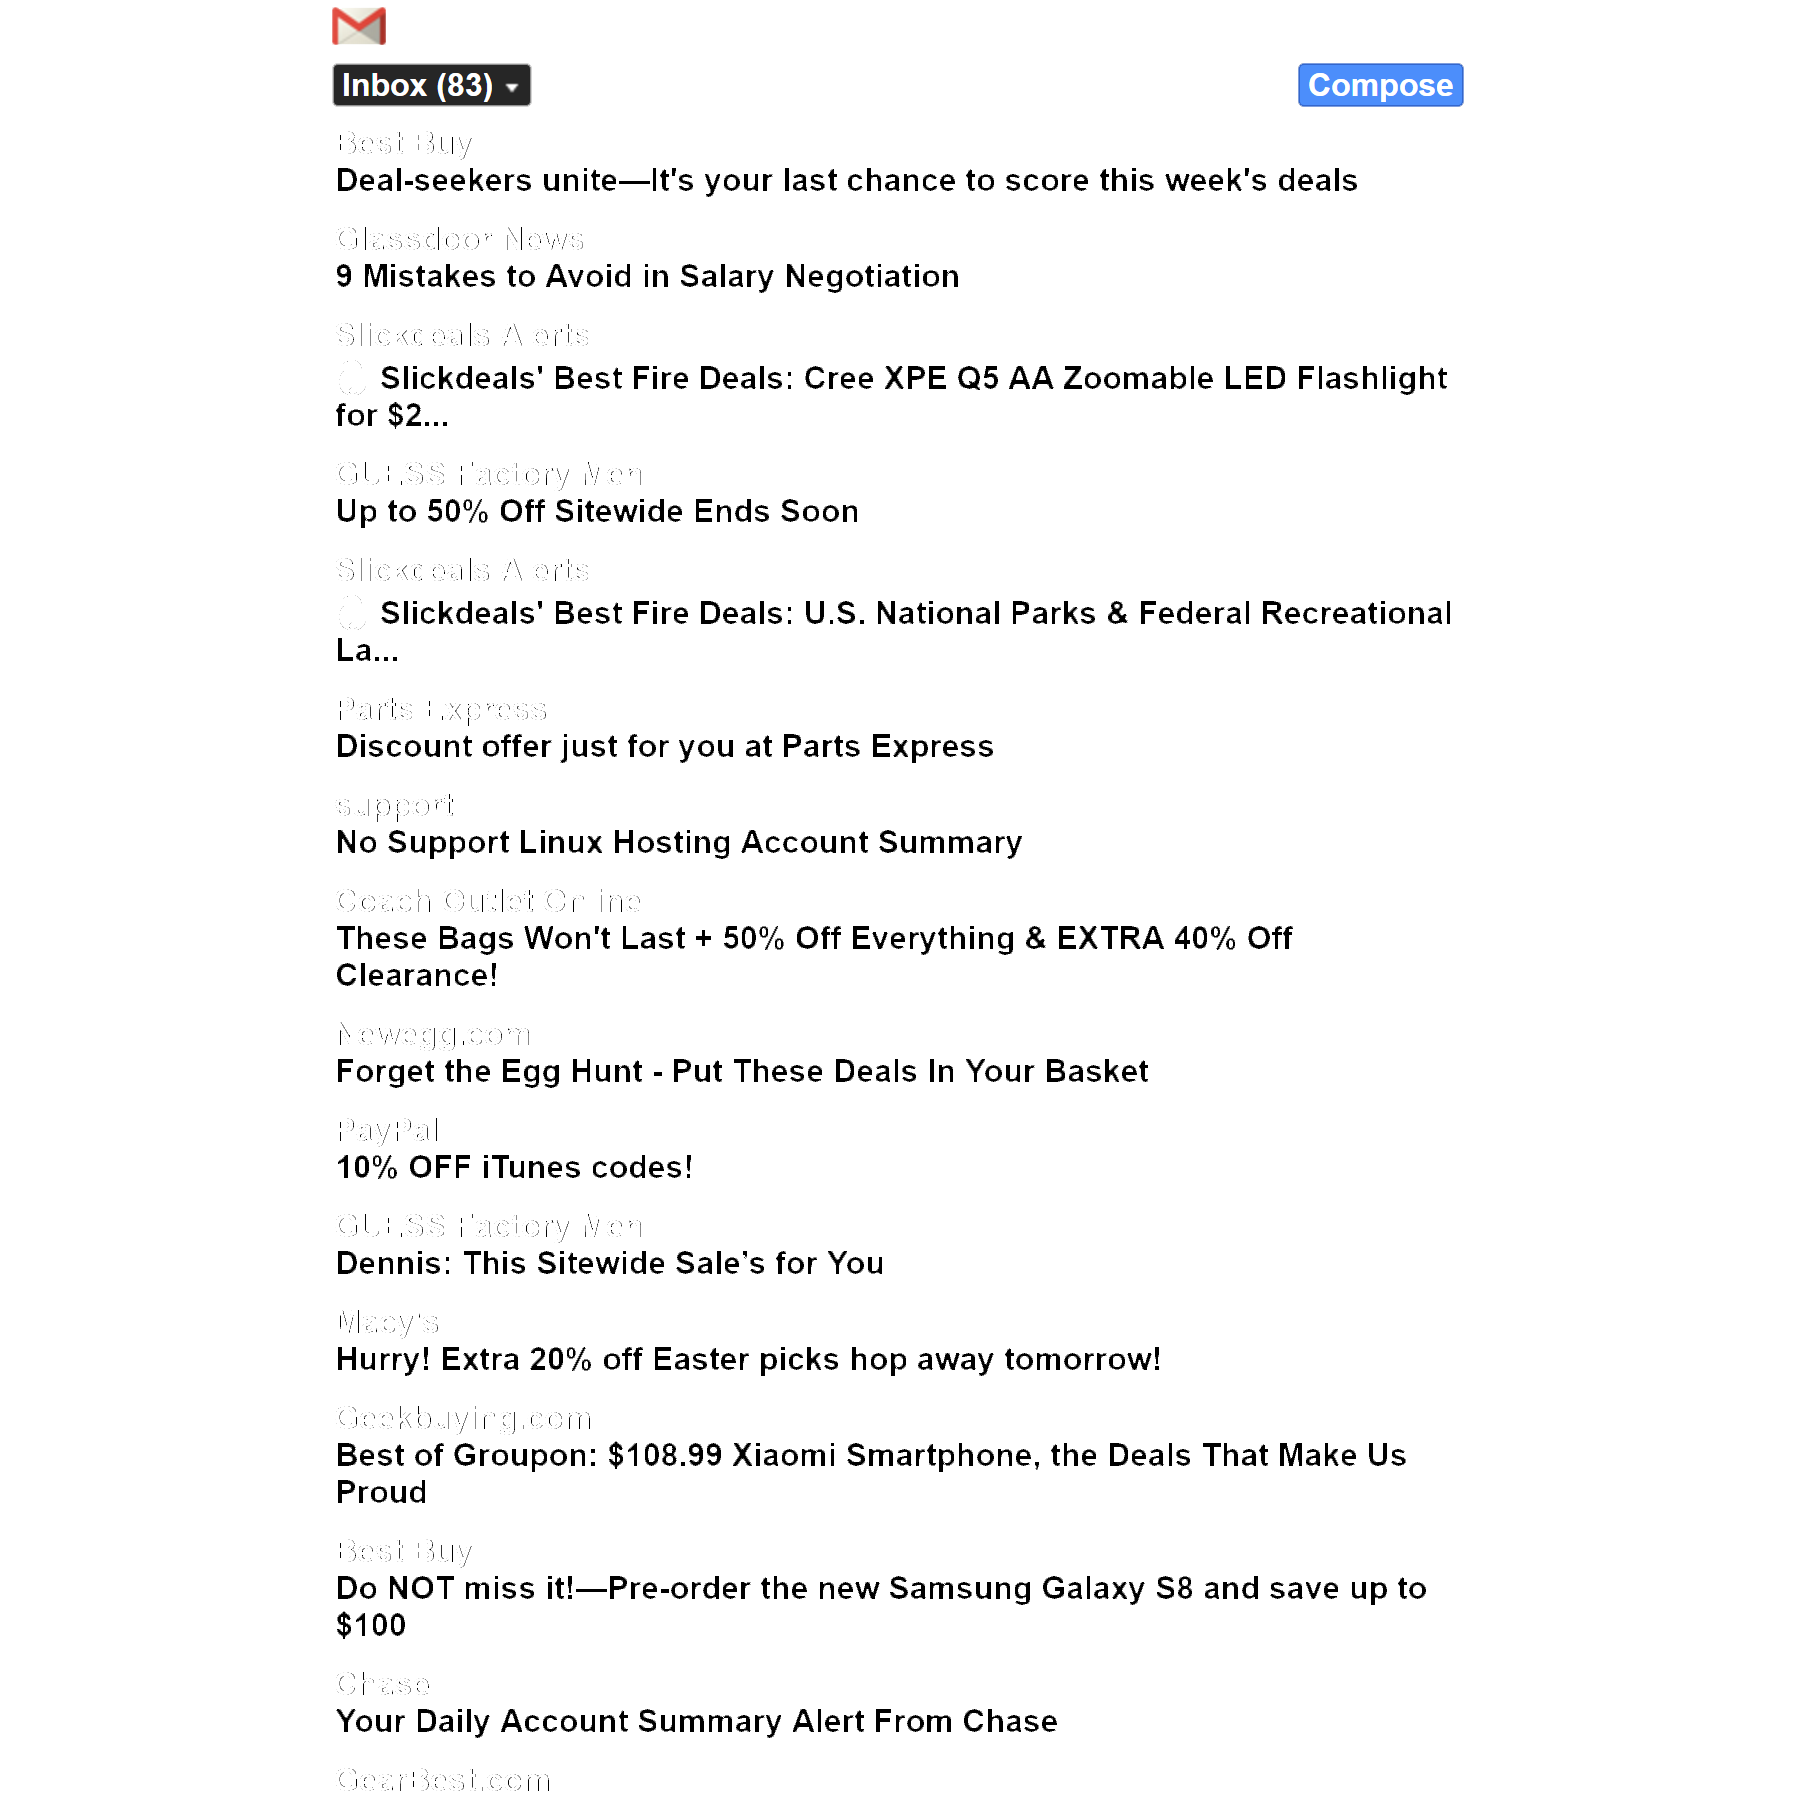 Inbox (83)
Compose
Best Buy
Deal-seekers unite—It's your last chance to score this week's deals
Glassdoor News
9 Mistakes to Avoid in Salary Negotiation
Slickdeals Alerts
Slickdeals' Best Fire Deals: Cree XPE Q5 AA Zoomable LED Flashlight
for $2...
GUESS Factory Men
Up to 50% Off Sitewide Ends Soon
Slickdeals Alerts
Slickdeals' Best Fire Deals: U.S. National Parks & Federal Recreational
La...
Parts Express
Discount offer just for you at Parts Express
support
No Support Linux Hosting Account Summary
Coach Outlet Online
These Bags Won't Last + 50% Off Everything & EXTRA 40% Off
Clearance!
Newegg.com
Forget the Egg Hunt - Put These Deals In Your Basket
PayPal
10% OFF iTunes codes!
GUESS Factory Men
Dennis: This Sitewide Sale’s for You
Macy's
Hurry! Extra 20% off Easter picks hop away tomorrow!
Geekbuying.com
Best of Groupon: $108.99 Xiaomi Smartphone, the Deals That Make Us
Proud
Best Buy
Do NOT miss it!—Pre-order the new Samsung Galaxy S8 and save up to
$100
Chase
Your Daily Account Summary Alert From Chase
GearBest.com